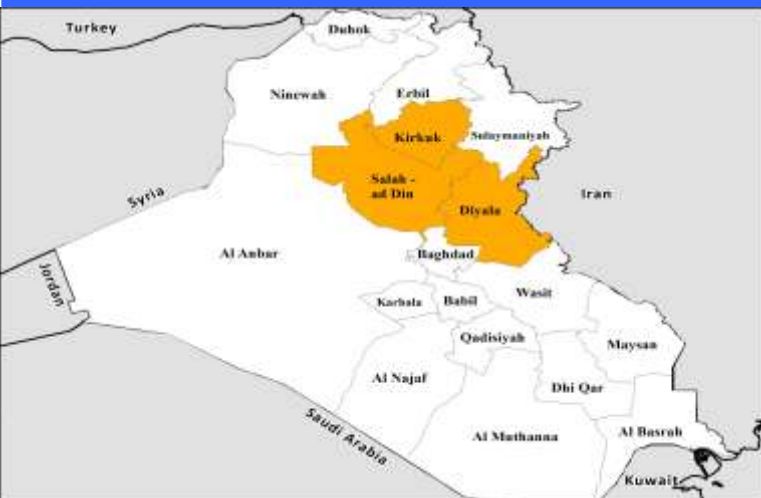 Turkey
Duhok
Ninewah
Erbil
Kirkuk
Sulaymaniyah
Salah -
ad Din
Diyala
Iran
Syria
Al Anbar
Baghdad
Jordan
Wasit
Karbala
Babil
Qadisiyah
Maysan
Al Najaf
Dhi Qar
Saudi Arabia
Al Muthanna
Al Basrah
Kuwait